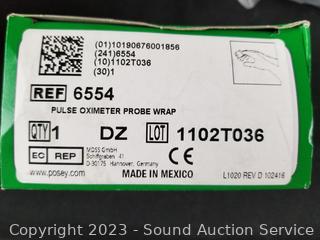 (01)10190676001856
(241)6554
(10)1102T036
(30)1
REF 6554
PULSE OXIMETER PROBE WRAP
QTY 1 DZ LOT 1102T036
EC REP
MDSS GmbH
Schiffgraben 41
D-30175 Hannover, Germany
CE
www.posey.com
MADE IN MEXICO
L1020 REV D 102416
Copyright 2023 - Sound Auction Service